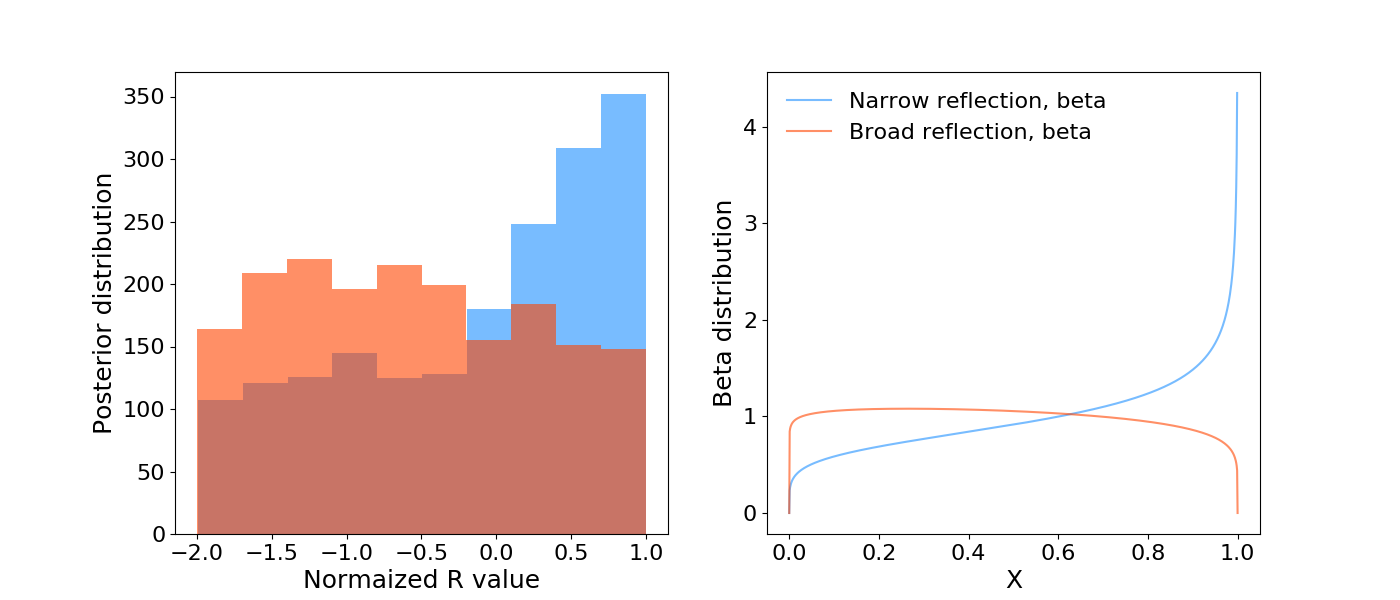 Posterior distribution
350
300
250
200
150
100
50
0
−2.0 −1.5 −1.0 −0.5 0.0 0.5 1.0
Normaized R value
Narrow reflection, beta
Broad reflection, beta
Beta distribution
4
3
2
1
0
0.0 0.2 0.4 0.6 0.8 1.0
X